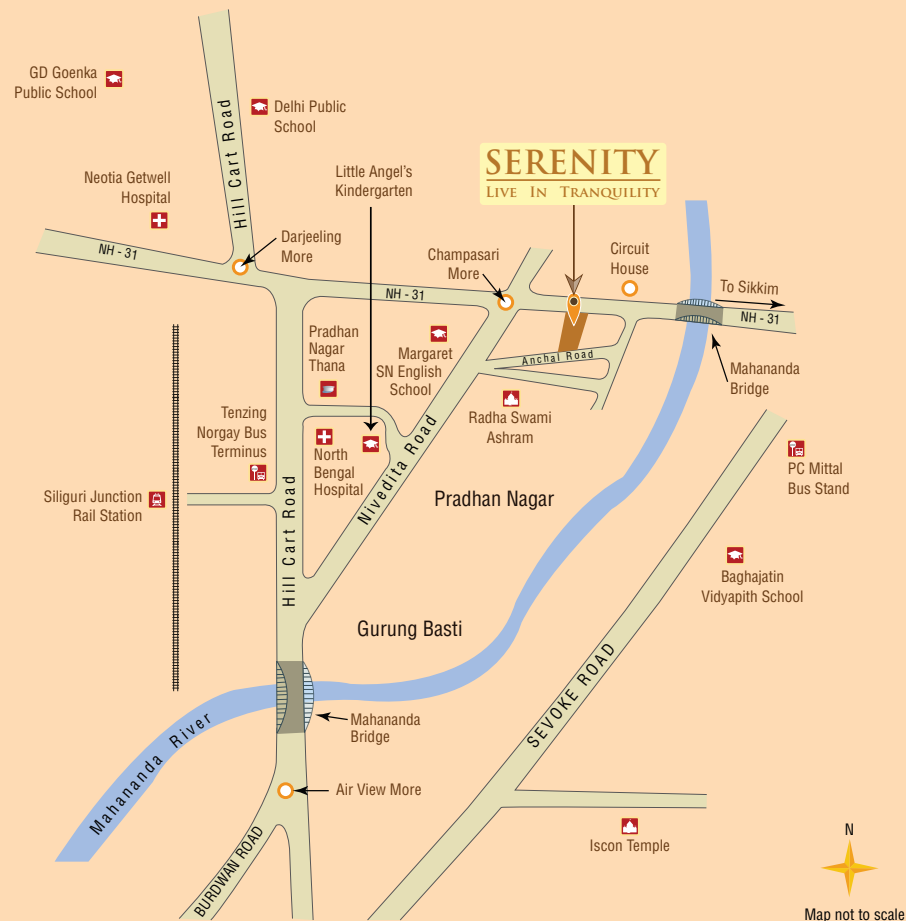 GD Goenka
Public School
Hill Cart Road
Delhi Public
School
Neotia Getwell
Hospital
Little Angel's
Kindergarten
SERENITY
LIVE IN TRANQUILITY
NH - 31
Darjeeling
More
Champasari
More
Circuit
House
To Sikkim
NH - 31
NH - 31
Pradhan
Nagar
Thana
Margaret
SN English
School
Anchal Road
Mahananda
Bridge
Radha Swami
Ashram
Tenzing
Norgay Bus
Terminus
North
Bengal
Hospital
Nivedita Road
PC Mittal
Bus Stand
Siliguri Junction
Rail Station
Hill Cart Road
Pradhan Nagar
Baghajatin
Vidyapith School
Gurung Basti
SEVOKE ROAD
Mahananda River
Mahananda
Bridge
Air View More
BURDWAN ROAD
Iscon Temple
N
Map not to scale